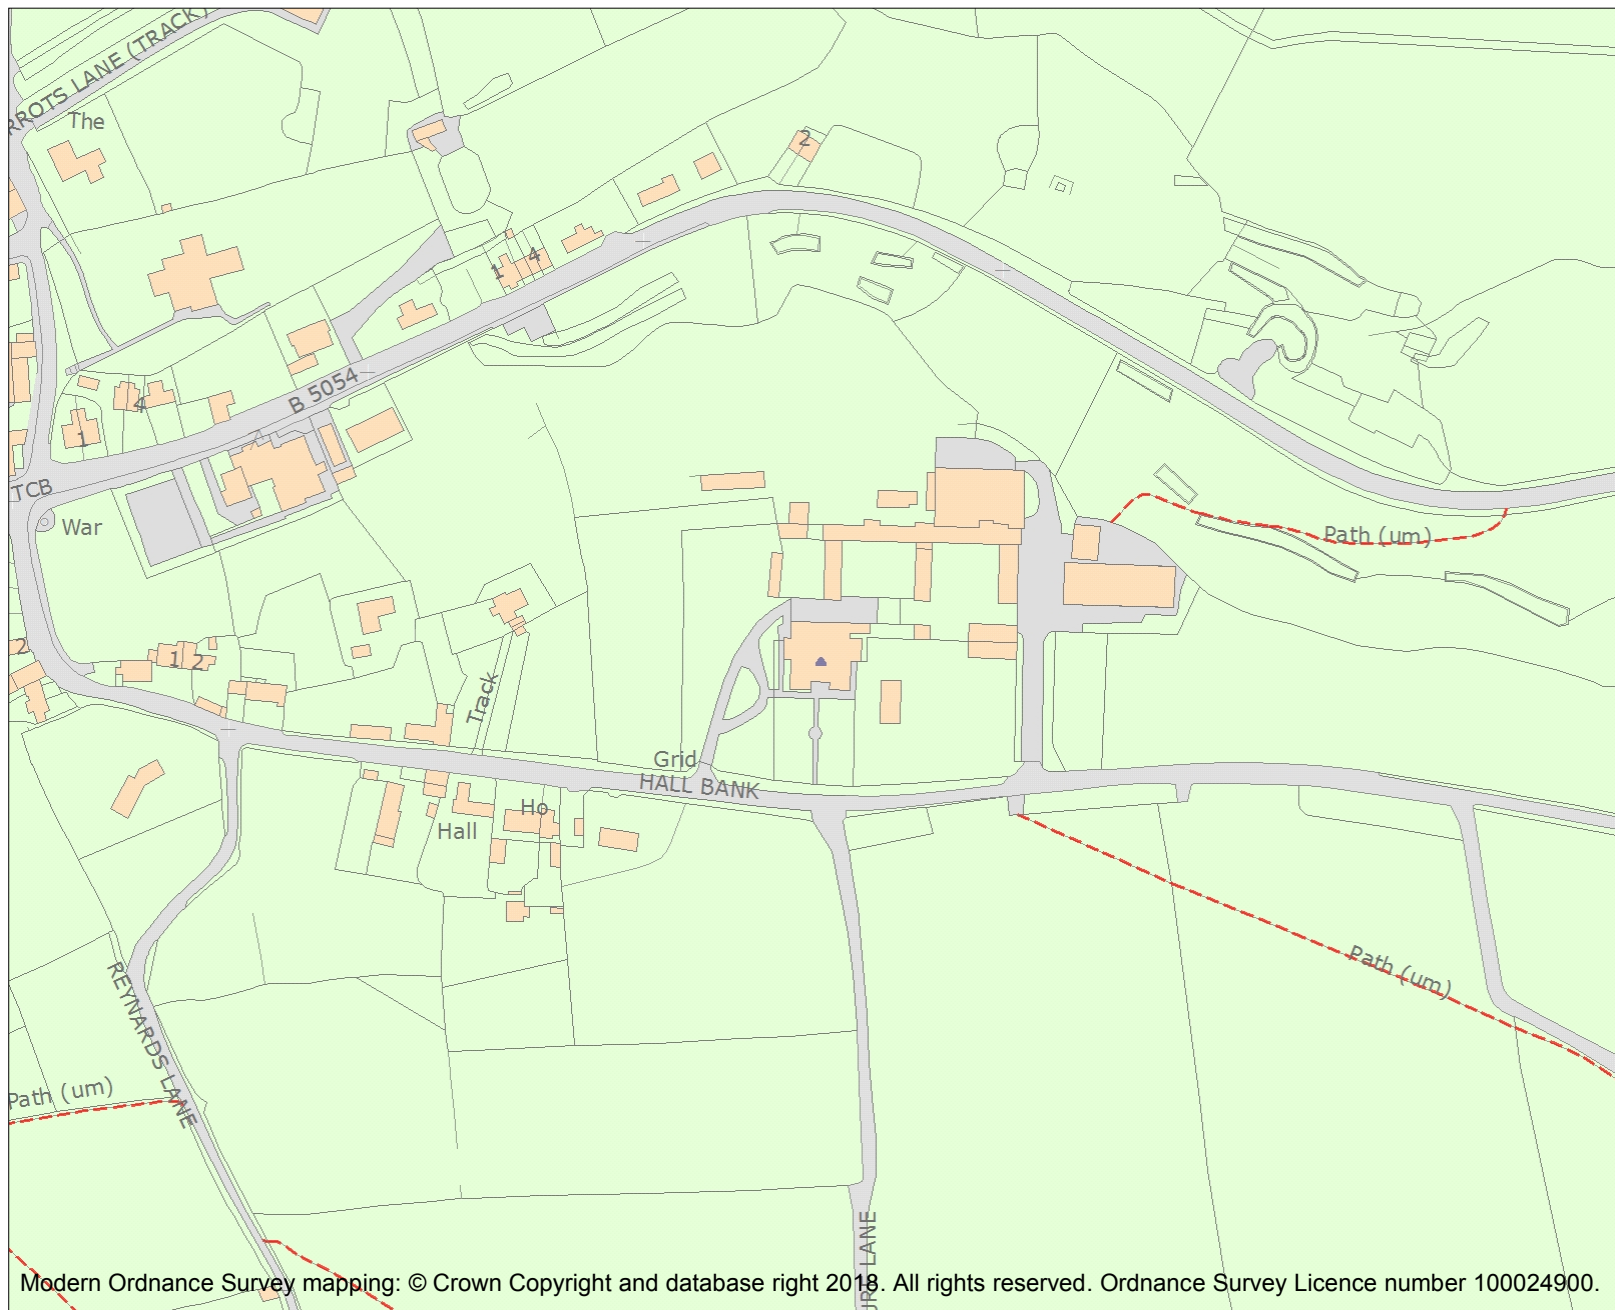 RROTS LANE (TRACK)
The
2
1
4
B 5054
4
1
TCB
War
Path (um)
2
1 2
Track
Grid
HALL BANK
Ho
Hall
Path (um)
REYNARDS LANE
Path (um)
LANE
Modern Ordnance Survey mapping: © Crown Copyright and database right 2018. All rights reserved. Ordnance Survey Licence number 100024900.